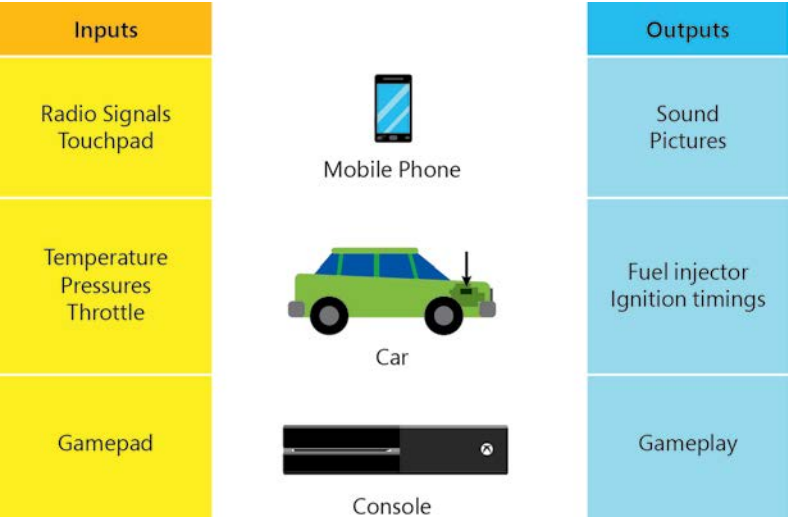 Inputs
Outputs
Radio Signals
Touchpad
Mobile Phone
Sound
Pictures
Temperature
Pressures
Throttle
Car
Fuel injector
Ignition timings
Gamepad
Console
Gameplay